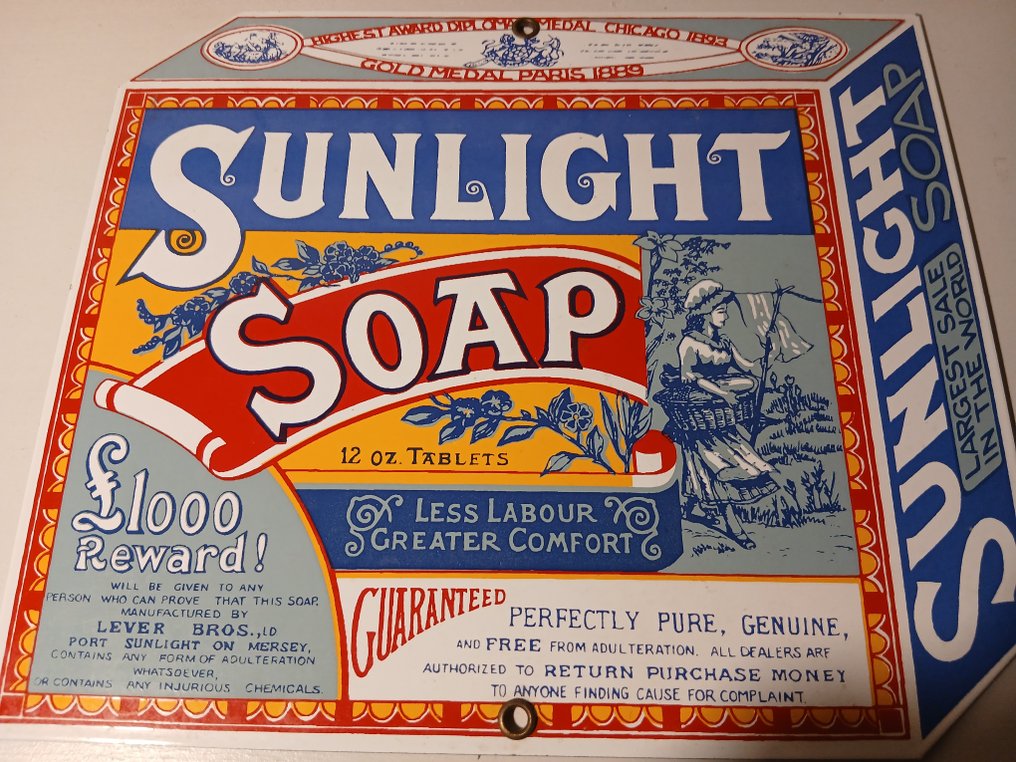 HIGHEST AWARD DIPLOMA MEDAL CHICAGO 1893
GOLD MEDAL PARIS 1889
SUNLIGHT
SOAP
12 OZ. TABLETS
LESS LABOUR
GREATER COMFORT
£1000
Reward!
WILL BE GIVEN TO ANY
PERSON WHO CAN PROVE THAT THIS SOAP,
MANUFACTURED BY
LEVER BROS., LD
PORT SUNLIGHT ON MERSEY,
CONTAINS ANY FORM OF ADULTERATION
WHATSOEVER,
OR CONTAINS ANY INJURIOUS CHEMICALS.
GUARANTEED
PERFECTLY PURE, GENUINE,
AND FREE FROM ADULTERATION. ALL DEALERS ARE
AUTHORIZED TO RETURN PURCHASE MONEY
TO ANYONE FINDING CAUSE FOR COMPLAINT.
SUNLIGHT SOAP
LARGEST SALE
IN THE WORLD